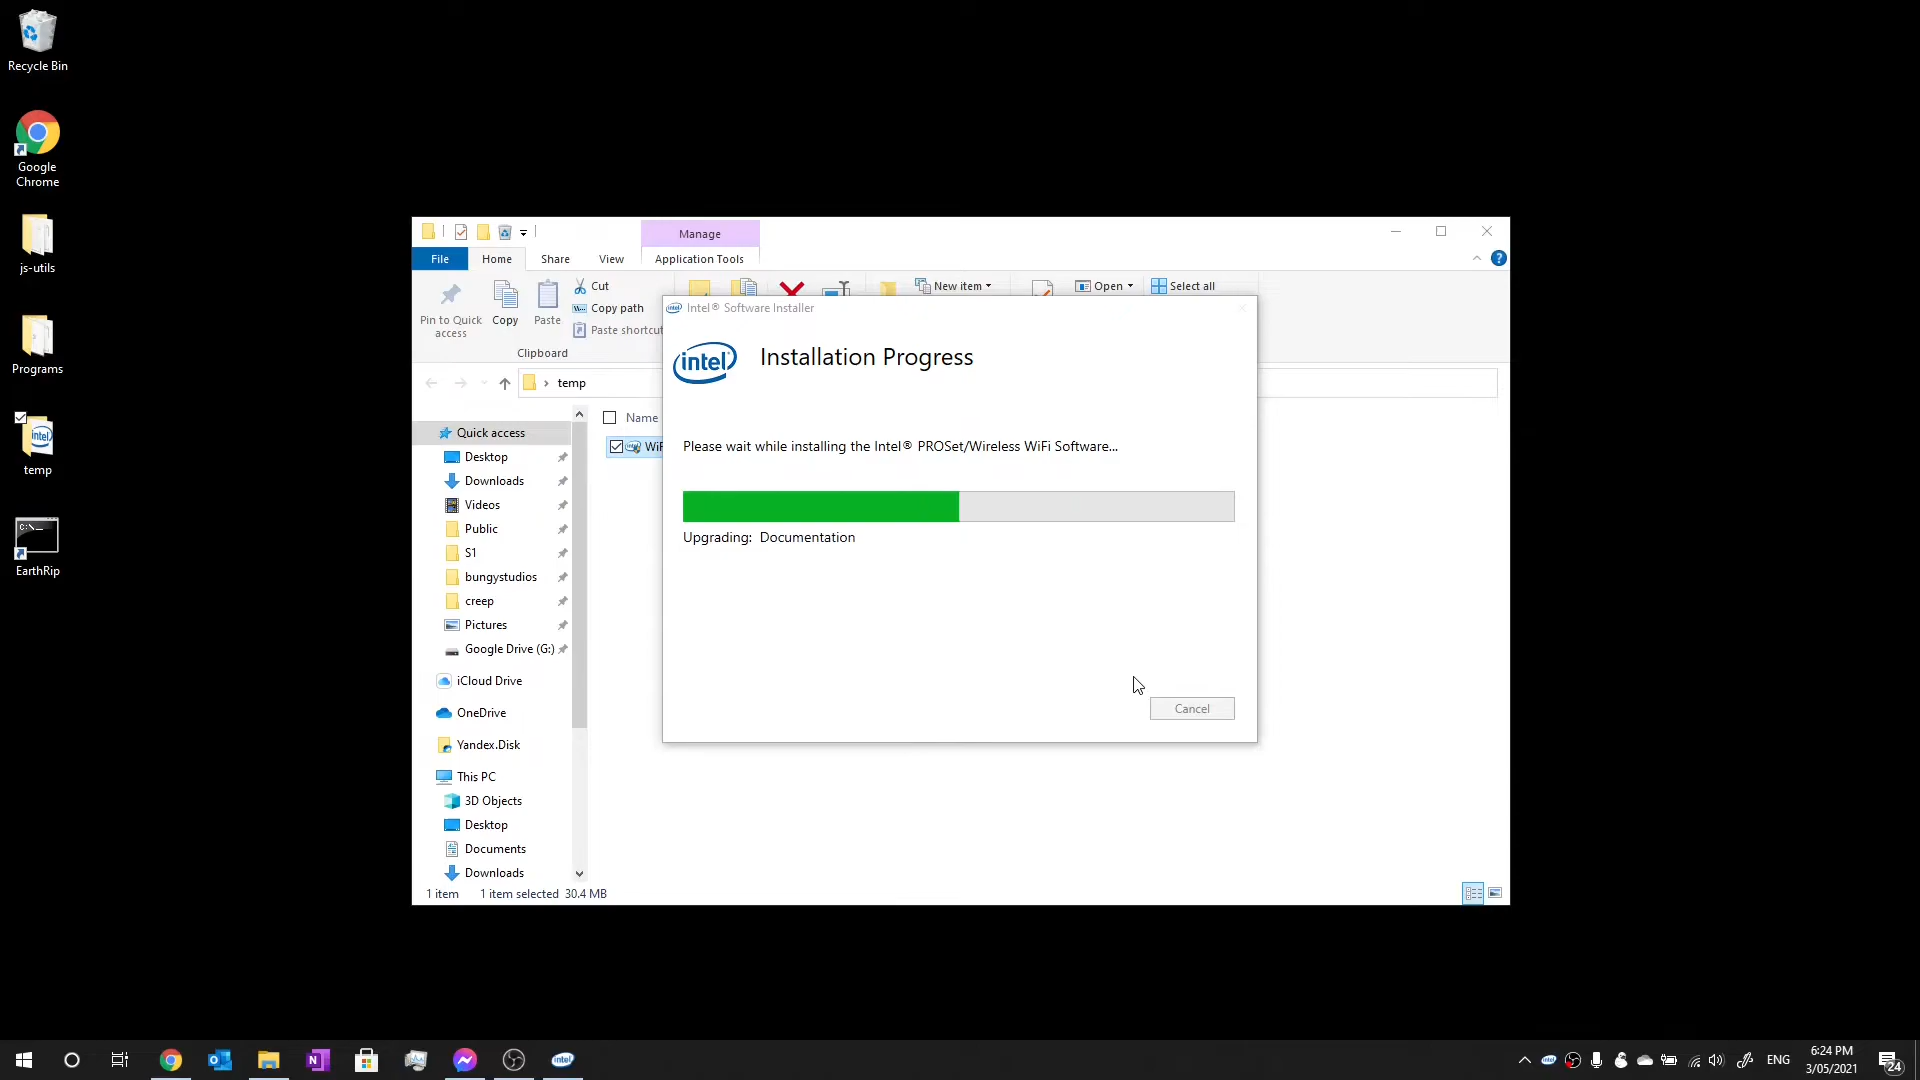 Recycle Bin
Google
Chrome
js-utils
Programs
temp
EarthRip
Manage
File
Home
Share
View
Application Tools
Pin to Quick
access
Copy
Paste
Cut
Copy path
Paste shortcut
New item
Open
Select all
Clipboard
temp
Name
Quick access
Desktop
Downloads
Videos
Public
S1
bungystudios
creep
Pictures
Google Drive (G:)
iCloud Drive
OneDrive
Yandex.Disk
This PC
3D Objects
Desktop
Documents
Downloads
1 item
1 item selected 30.4 MB
Intel® Software Installer
intel
Installation Progress
Please wait while installing the Intel® PROSet/Wireless WiFi Software...
Upgrading: Documentation
Cancel
ENG
6:24 PM
3/05/2021
24